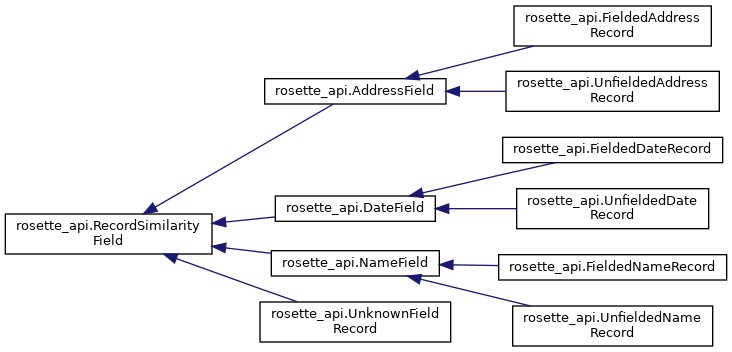 rosette_api.FieldedAddress
Record
rosette_api.AddressField
rosette_api.UnfieldedAddress
Record
rosette_api.FieldedDateRecord
rosette_api.DateField
rosette_api.UnfieldedDate
Record
rosette_api.RecordSimilarity
Field
rosette_api.NameField
rosette_api.FieldedNameRecord
rosette_api.UnknownField
Record
rosette_api.UnfieldedName
Record